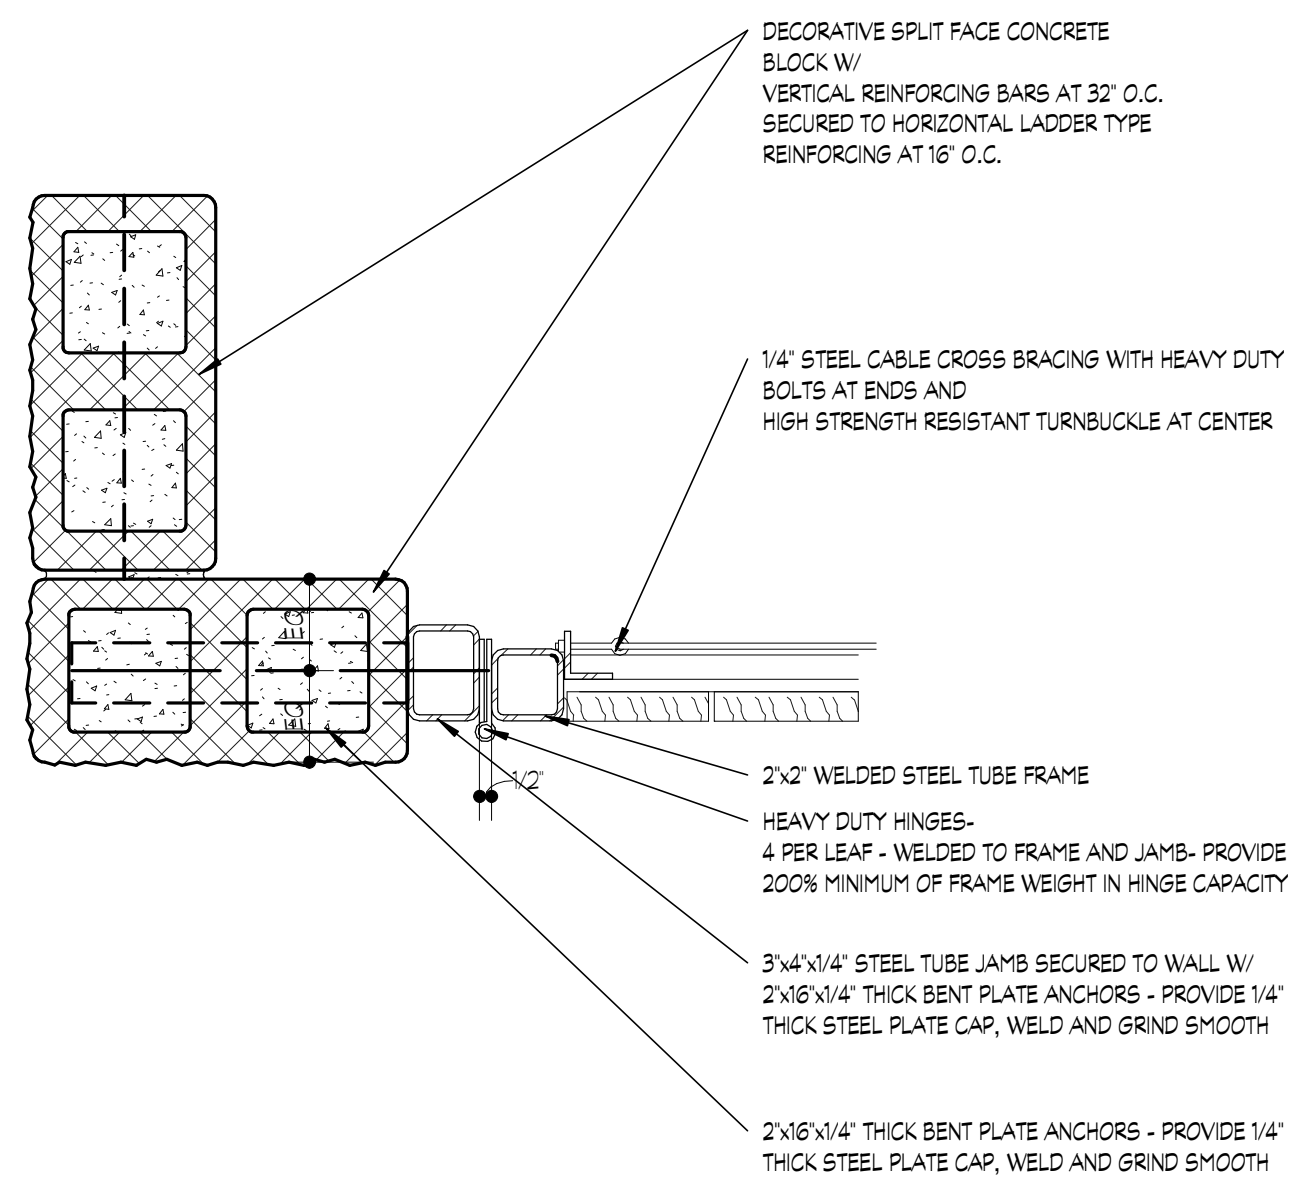 DECORATIVE SPLIT FACE CONCRETE
BLOCK W/
VERTICAL REINFORCING BARS AT 32" O.C.
SECURED TO HORIZONTAL LADDER TYPE
REINFORCING AT 16" O.C.
1/4" STEEL CABLE CROSS BRACING WITH HEAVY DUTY
BOLTS AT ENDS AND
HIGH STRENGTH RESISTANT TURNBUCKLE AT CENTER
EQ
EQ
1/2"
2"x2" WELDED STEEL TUBE FRAME
HEAVY DUTY HINGES-
4 PER LEAF - WELDED TO FRAME AND JAMB- PROVIDE
200% MINIMUM OF FRAME WEIGHT IN HINGE CAPACITY
3"x4"x1/4" STEEL TUBE JAMB SECURED TO WALL W/
2"x16"x1/4" THICK BENT PLATE ANCHORS - PROVIDE 1/4"
THICK STEEL PLATE CAP, WELD AND GRIND SMOOTH
2"x16"x1/4" THICK BENT PLATE ANCHORS - PROVIDE 1/4"
THICK STEEL PLATE CAP, WELD AND GRIND SMOOTH